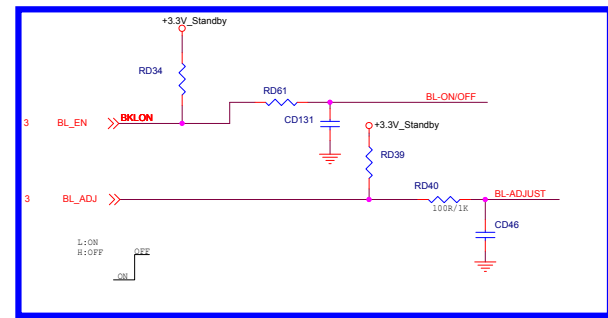 +3.3V_Standby
RD34
RD61
BL-ON/OFF
3 BL_EN BKLON
CD131
+3.3V_Standby
RD39
RD40
3 BL_ADJ
BL-ADJUST
100R/1K
CD46
L:ON
H:OFF
OFF
ON